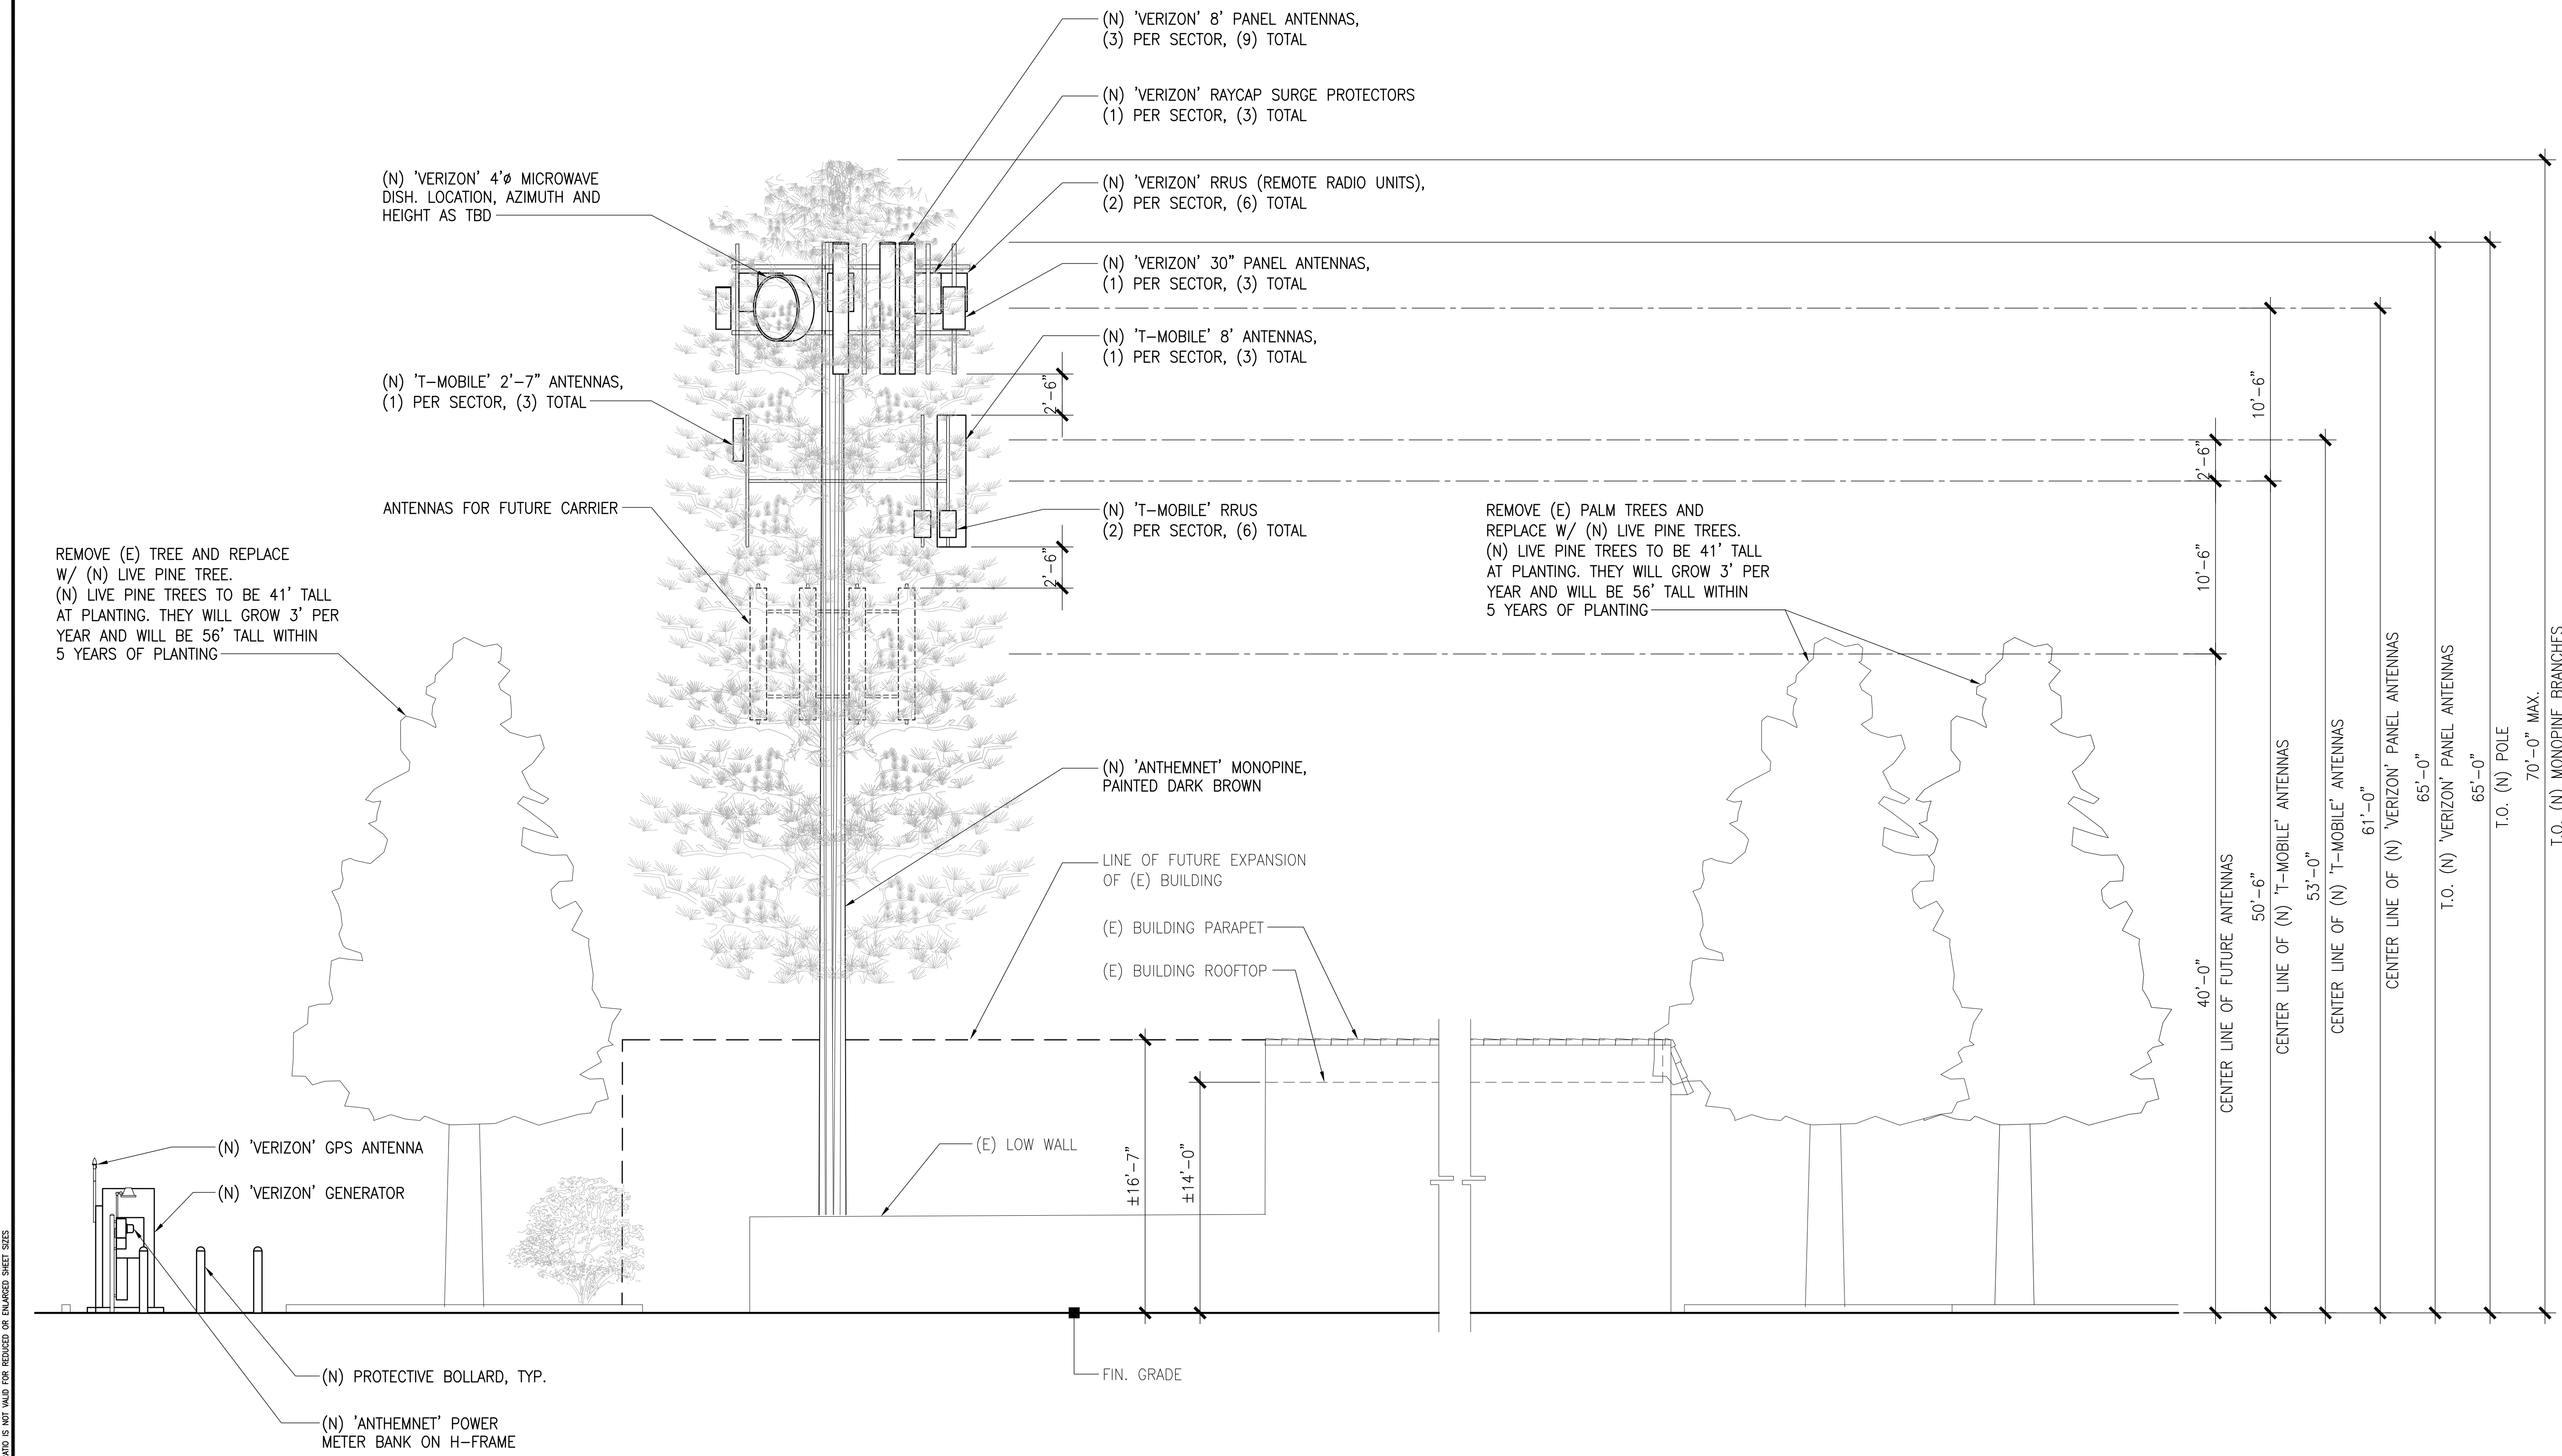 (N) 'VERIZON' 8' PANEL ANTENNAS,
(3) PER SECTOR, (9) TOTAL
(N) 'VERIZON' RAYCAP SURGE PROTECTORS
(1) PER SECTOR, (3) TOTAL
(N) 'VERIZON' 4'ø MICROWAVE
DISH. LOCATION, AZIMUTH AND
HEIGHT AS TBD
(N) 'VERIZON' RRUS (REMOTE RADIO UNITS),
(2) PER SECTOR, (6) TOTAL
(N) 'VERIZON' 30" PANEL ANTENNAS,
(1) PER SECTOR, (3) TOTAL
(N) 'T-MOBILE' 8' ANTENNAS,
(1) PER SECTOR, (3) TOTAL
(N) 'T-MOBILE' 2'-7" ANTENNAS,
(1) PER SECTOR, (3) TOTAL
2'-6"
10'-6"
2'-6"
ANTENNAS FOR FUTURE CARRIER
(N) 'T-MOBILE' RRUS
(2) PER SECTOR, (6) TOTAL
REMOVE (E) PALM TREES AND
REPLACE W/ (N) LIVE PINE TREES.
(N) LIVE PINE TREES TO BE 41' TALL
AT PLANTING. THEY WILL GROW 3' PER
YEAR AND WILL BE 56' TALL WITHIN
5 YEARS OF PLANTING
REMOVE (E) TREE AND REPLACE
W/ (N) LIVE PINE TREE.
(N) LIVE PINE TREES TO BE 41' TALL
AT PLANTING. THEY WILL GROW 3' PER
YEAR AND WILL BE 56' TALL WITHIN
5 YEARS OF PLANTING
2'-6"
10'-6"
(N) 'ANTHEMNET' MONOPINE,
PAINTED DARK BROWN
LINE OF FUTURE EXPANSION
OF (E) BUILDING
(E) BUILDING PARAPET
(E) BUILDING ROOFTOP
40'-0"
CENTER LINE OF FUTURE ANTENNAS
50'-6"
CENTER LINE OF (N) 'T-MOBILE' ANTENNAS
53'-0"
CENTER LINE OF (N) 'T-MOBILE' ANTENNAS
61'-0"
CENTER LINE OF (N) 'VERIZON' PANEL ANTENNAS
65'-0"
T.O. (N) 'VERIZON' PANEL ANTENNAS
65'-0"
T.O. (N) POLE
70'-0" MAX.
T.O. (N) MONOPINE BRANCHES
(N) 'VERIZON' GPS ANTENNA
(E) LOW WALL
±16'-7"
±14'-0"
(N) 'VERIZON' GENERATOR
(N) PROTECTIVE BOLLARD, TYP.
FIN. GRADE
(N) 'ANTHEMNET' POWER
METER BANK ON H-FRAME
IS NOT VALID FOR REDUCED OR ENLARGED SHEET SIZES